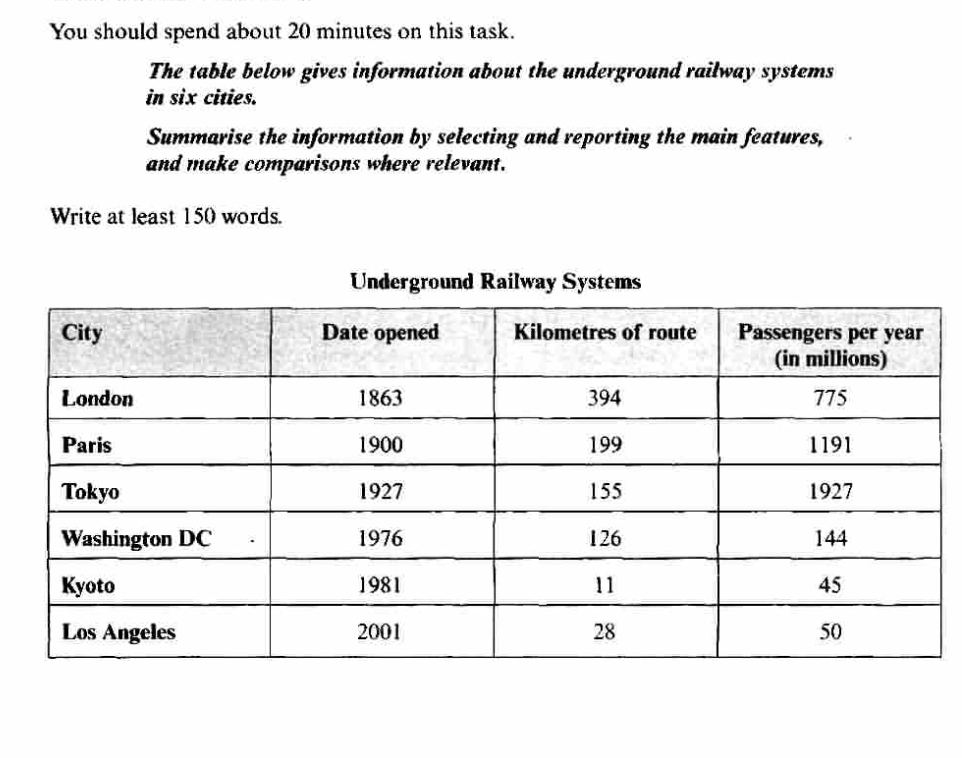 You should spend about 20 minutes on this task.
The table below gives information about the underground railway systems
in six cities.
Summarise the information by selecting and reporting the main features,
and make comparisons where relevant.
Write at least 150 words.
Underground Railway Systems
City Date opened Kilometres of route Passengers per year
(in millions)
London 1863 394 775
Paris 1900 199 1191
Tokyo 1927 155 1927
Washington DC 1976 126 144
Kyoto 1981 11 45
Los Angeles 2001 28 50